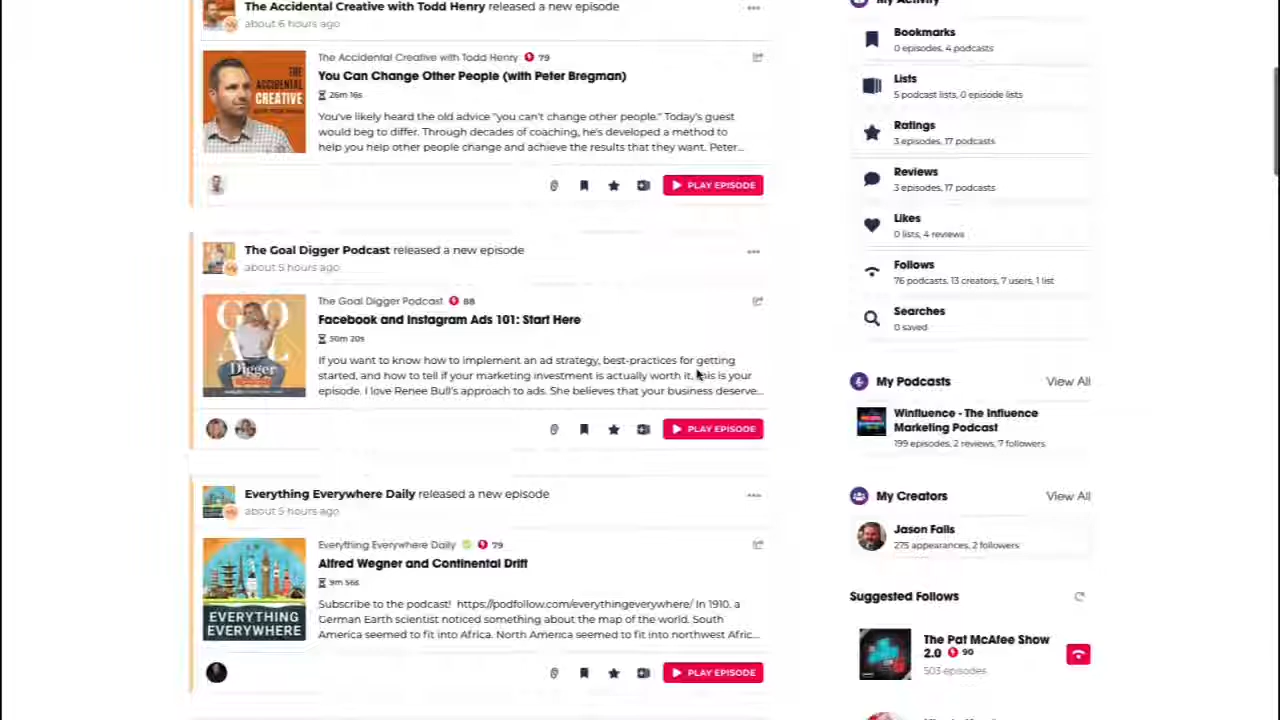 The Accidental Creative with Todd Henry released a new episode
about 6 hours ago
The Accidental Creative with Todd Henry 79
You Can Change Other People (with Peter Bregman)
26m 16s
You've likely heard the old advice "you can't change other people." Today's guest
would beg to differ. Through decades of coaching, he's developed a method to
help you help other people change and achieve the results that they want. Peter...
THE
ACCIDENTAL
CREATIVE
PLAY EPISODE
The Goal Digger Podcast released a new episode
about 5 hours ago
The Goal Digger Podcast 88
Facebook and Instagram Ads 101: Start Here
50m 20s
If you want to know how to implement an ad strategy, best-practices for getting
started, and how to tell if your marketing investment is actually worth it, this is your
episode. I love Renee Bull's approach to ads. She believes that your business deserve...
GOAL
Digger
PLAY EPISODE
Everything Everywhere Daily released a new episode
about 5 hours ago
Everything Everywhere Daily 79
Alfred Wegner and Continental Drift
9m 56s
Subscribe to the podcast! https://podfollow.com/everythingeverywhere/ In 1910, a
German Earth scientist noticed something about the map of the world. South
America seemed to fit into Africa. North America seemed to fit into northwest Afric...
EVERYTHING
EVERYWHERE
PLAY EPISODE
My Activity
Bookmarks
0 episodes, 4 podcasts
Lists
5 podcast lists, 0 episode lists
Ratings
3 episodes, 17 podcasts
Reviews
3 episodes, 17 podcasts
Likes
0 lists, 4 reviews
Follows
76 podcasts, 13 creators, 7 users, 1 list
Searches
0 saved
My Podcasts View All
Winfluence - The Influence
Marketing Podcast
199 episodes, 2 reviews, 7 followers
My Creators View All
Jason Falls
275 appearances, 2 followers
Suggested Follows
The Pat McAfee Show
2.0 90
503 episodes